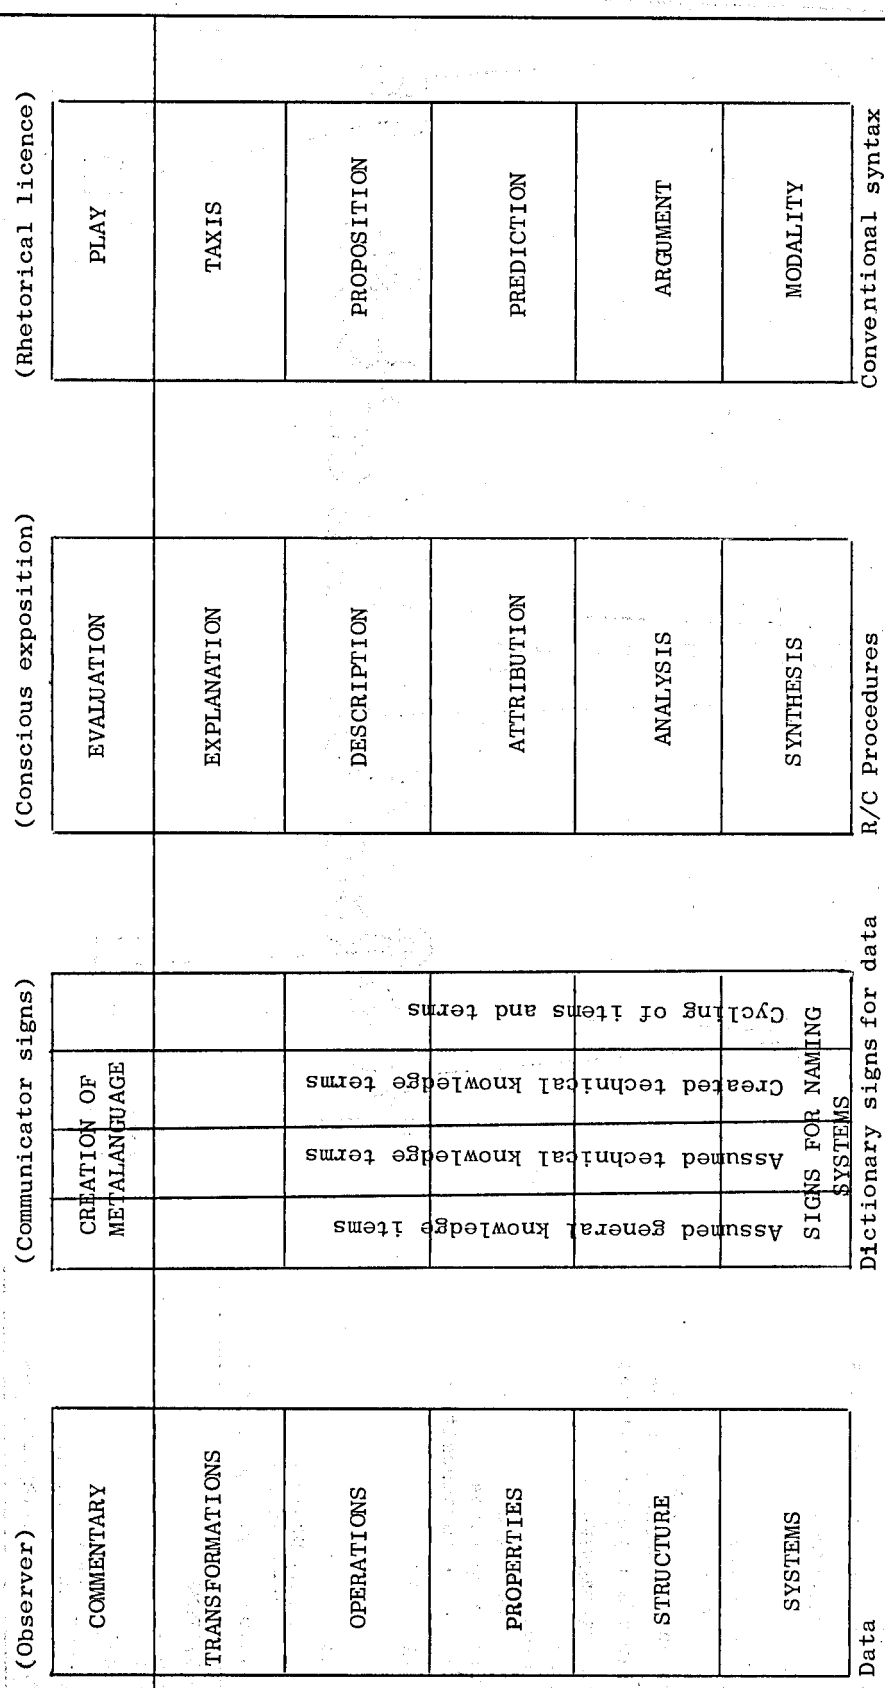 (Observer)
COMMENTARY
TRANSFORMATIONS
OPERATIONS
PROPERTIES
STRUCTURE
SYSTEMS
Data
(Communicator signs)
CREATION OF
METALANGUAGE
Assumed general knowledge items
Assumed technical knowledge terms
Created technical knowledge terms
Cycling of items and terms
SIGNS FOR NAMING
SYSTEMS
Dictionary signs for data
(Conscious exposition)
EVALUATION
EXPLANATION
DESCRIPTION
ATTRIBUTION
ANALYSIS
SYNTHESIS
R/C Procedures
(Rhetorical licence)
PLAY
TAXIS
PROPOSITION
PREDICTION
ARGUMENT
MODALITY
Conventional syntax